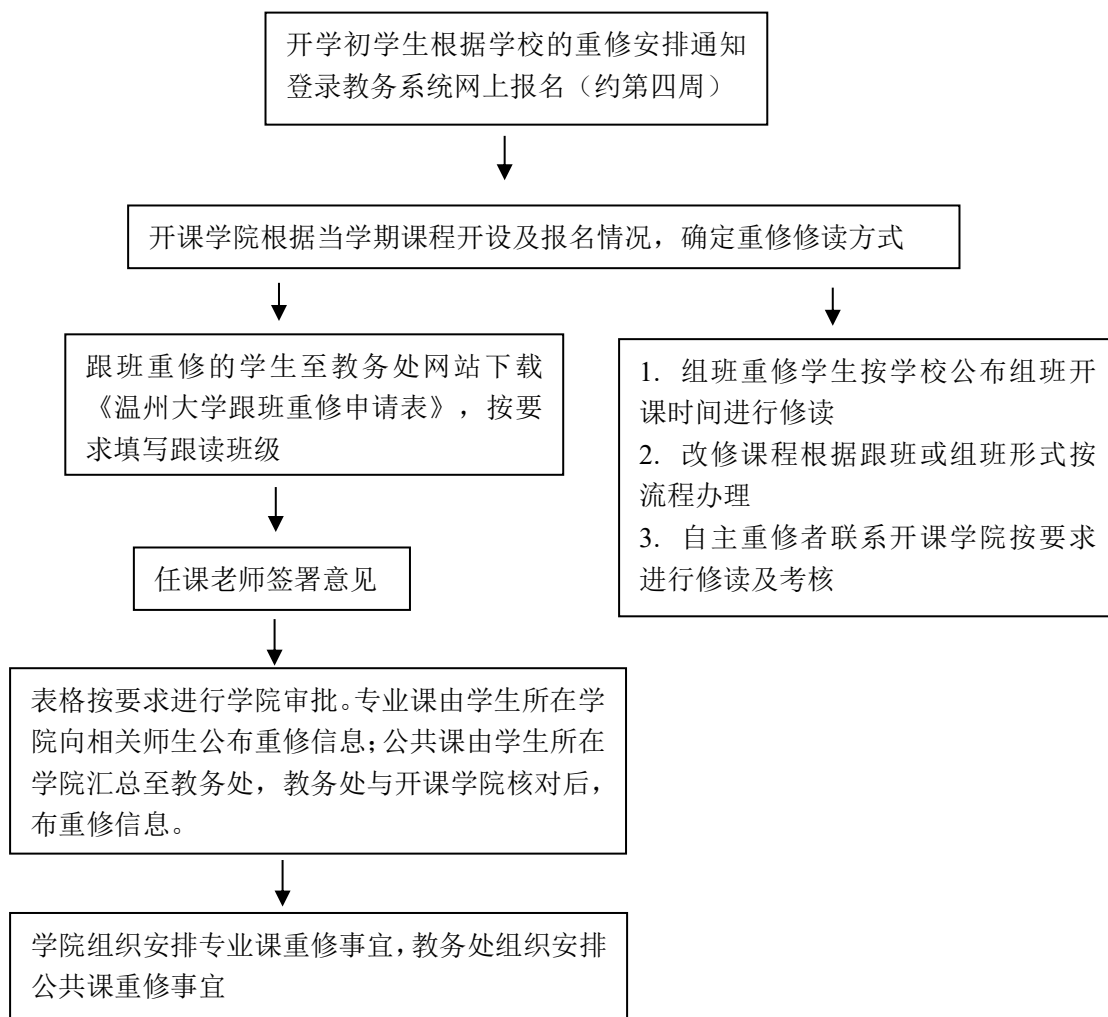 开学初学生根据学校的重修安排通知
登录教务系统网上报名（约第四周）
开课学院根据当学期课程开设及报名情况，确定重修修读方式
跟班重修的学生至教务处网站下载
《温州大学跟班重修申请表》，按要
求填写跟读班级
1. 组班重修学生按学校公布组班开
课时间进行修读
2. 改修课程根据跟班或组班形式按
流程办理
3. 自主重修者联系开课学院按要求
进行修读及考核
任课老师签署意见
表格按要求进行学院审批。专业课由学生所在学
院向相关师生公布重修信息；公共课由学生所在
学院汇总至教务处，教务处与开课学院核对后，
布重修信息。
学院组织安排专业课重修事宜，教务处组织安排
公共课重修事宜